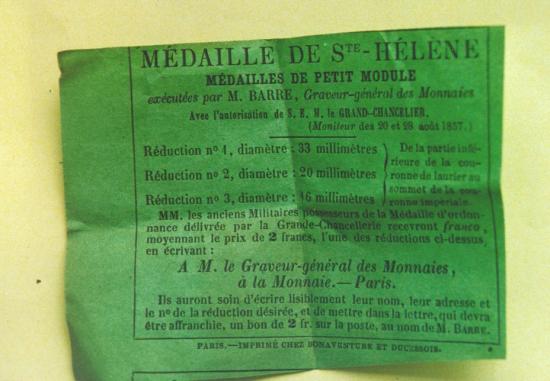 MÉDAILLE DE STE-HÉLÈNE
MÉDAILLES DE PETIT MODULE
exécutées par M. BARRE, Graveur-général des Monnaies
Avec l'autorisation de S. E. M. le GRAND-CHANCELIER.
(Moniteur des 20 et 28 août 1857.)
Réduction no 1, diamètre : 33 millimètres
Réduction no 2, diamètre : 20 millimètres
Réduction no 3, diamètre : 16 millimètres
De la partie infé-
rieure de la cou-
ronne de laurier au
sommet de la cou-
ronne impériale.
MM. les anciens Militaires possesseurs de la Médaille d'ordon-
nance délivrée par la Grande-Chancellerie recevront franco,
moyennant le prix de 2 francs, l'une des réductions ci-dessus,
en écrivant :
A M. le Graveur-général des Monnaies,
à la Monnaie.—Paris.
Ils auront soin d'écrire lisiblement leur nom, leur adresse et
le no de la réduction désirée, et de mettre dans la lettre, qui devra
être affranchie, un bon de 2 fr. sur la poste, au nom de M. BARRE.
PARIS.—IMPRIMÉ CHEZ BONAVENTURE ET DUCESSOIS.